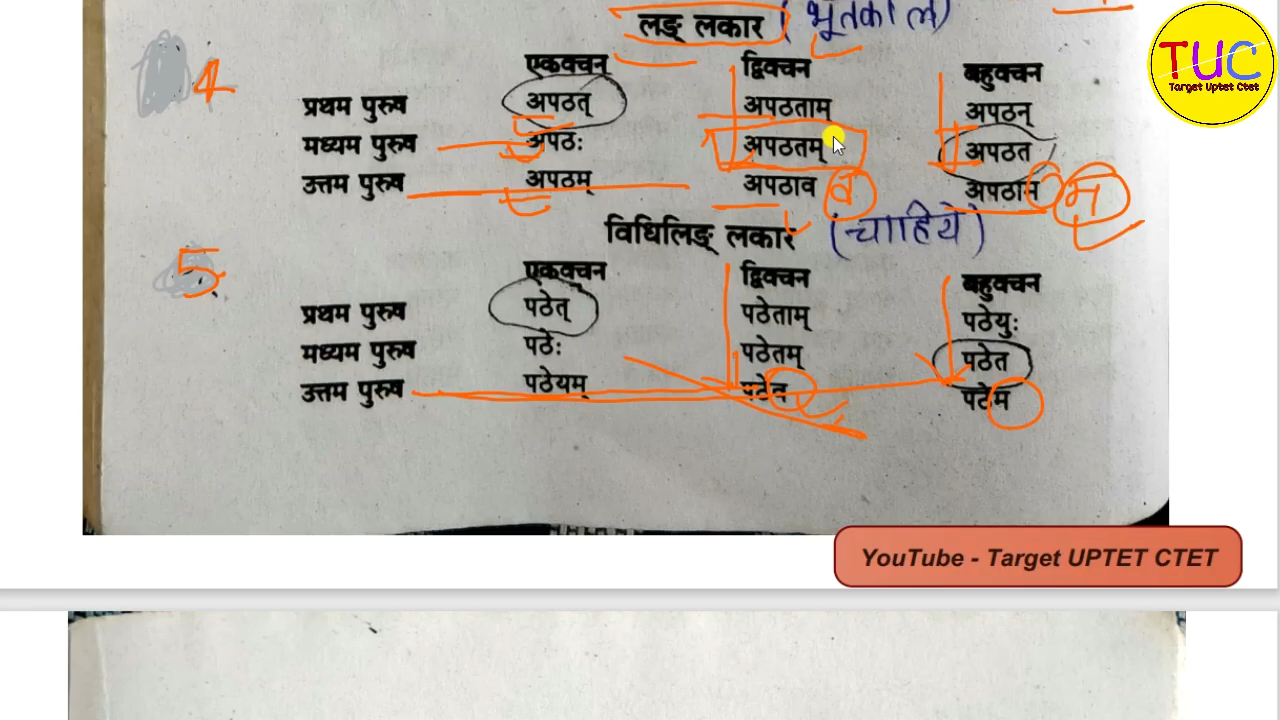 लङ् लकार (भूतकाल)
TUC
Target Uptet Ctet
4
एकवचन द्विवचन बहुवचन
प्रथम पुरुष अपठत् अपठताम् अपठन्
मध्यम पुरुष अपठः अपठतम् अपठत
उत्तम पुरुष अपठम् अपठाव व अपठाम म
विधिलिङ् लकार (चाहिये)
5
एकवचन द्विवचन बहुवचन
प्रथम पुरुष पठेत् पठेताम् पठेयुः
मध्यम पुरुष पठेः पठेतम् पठेत
उत्तम पुरुष पठेयम् पठेव पठेम
YouTube - Target UPTET CTET